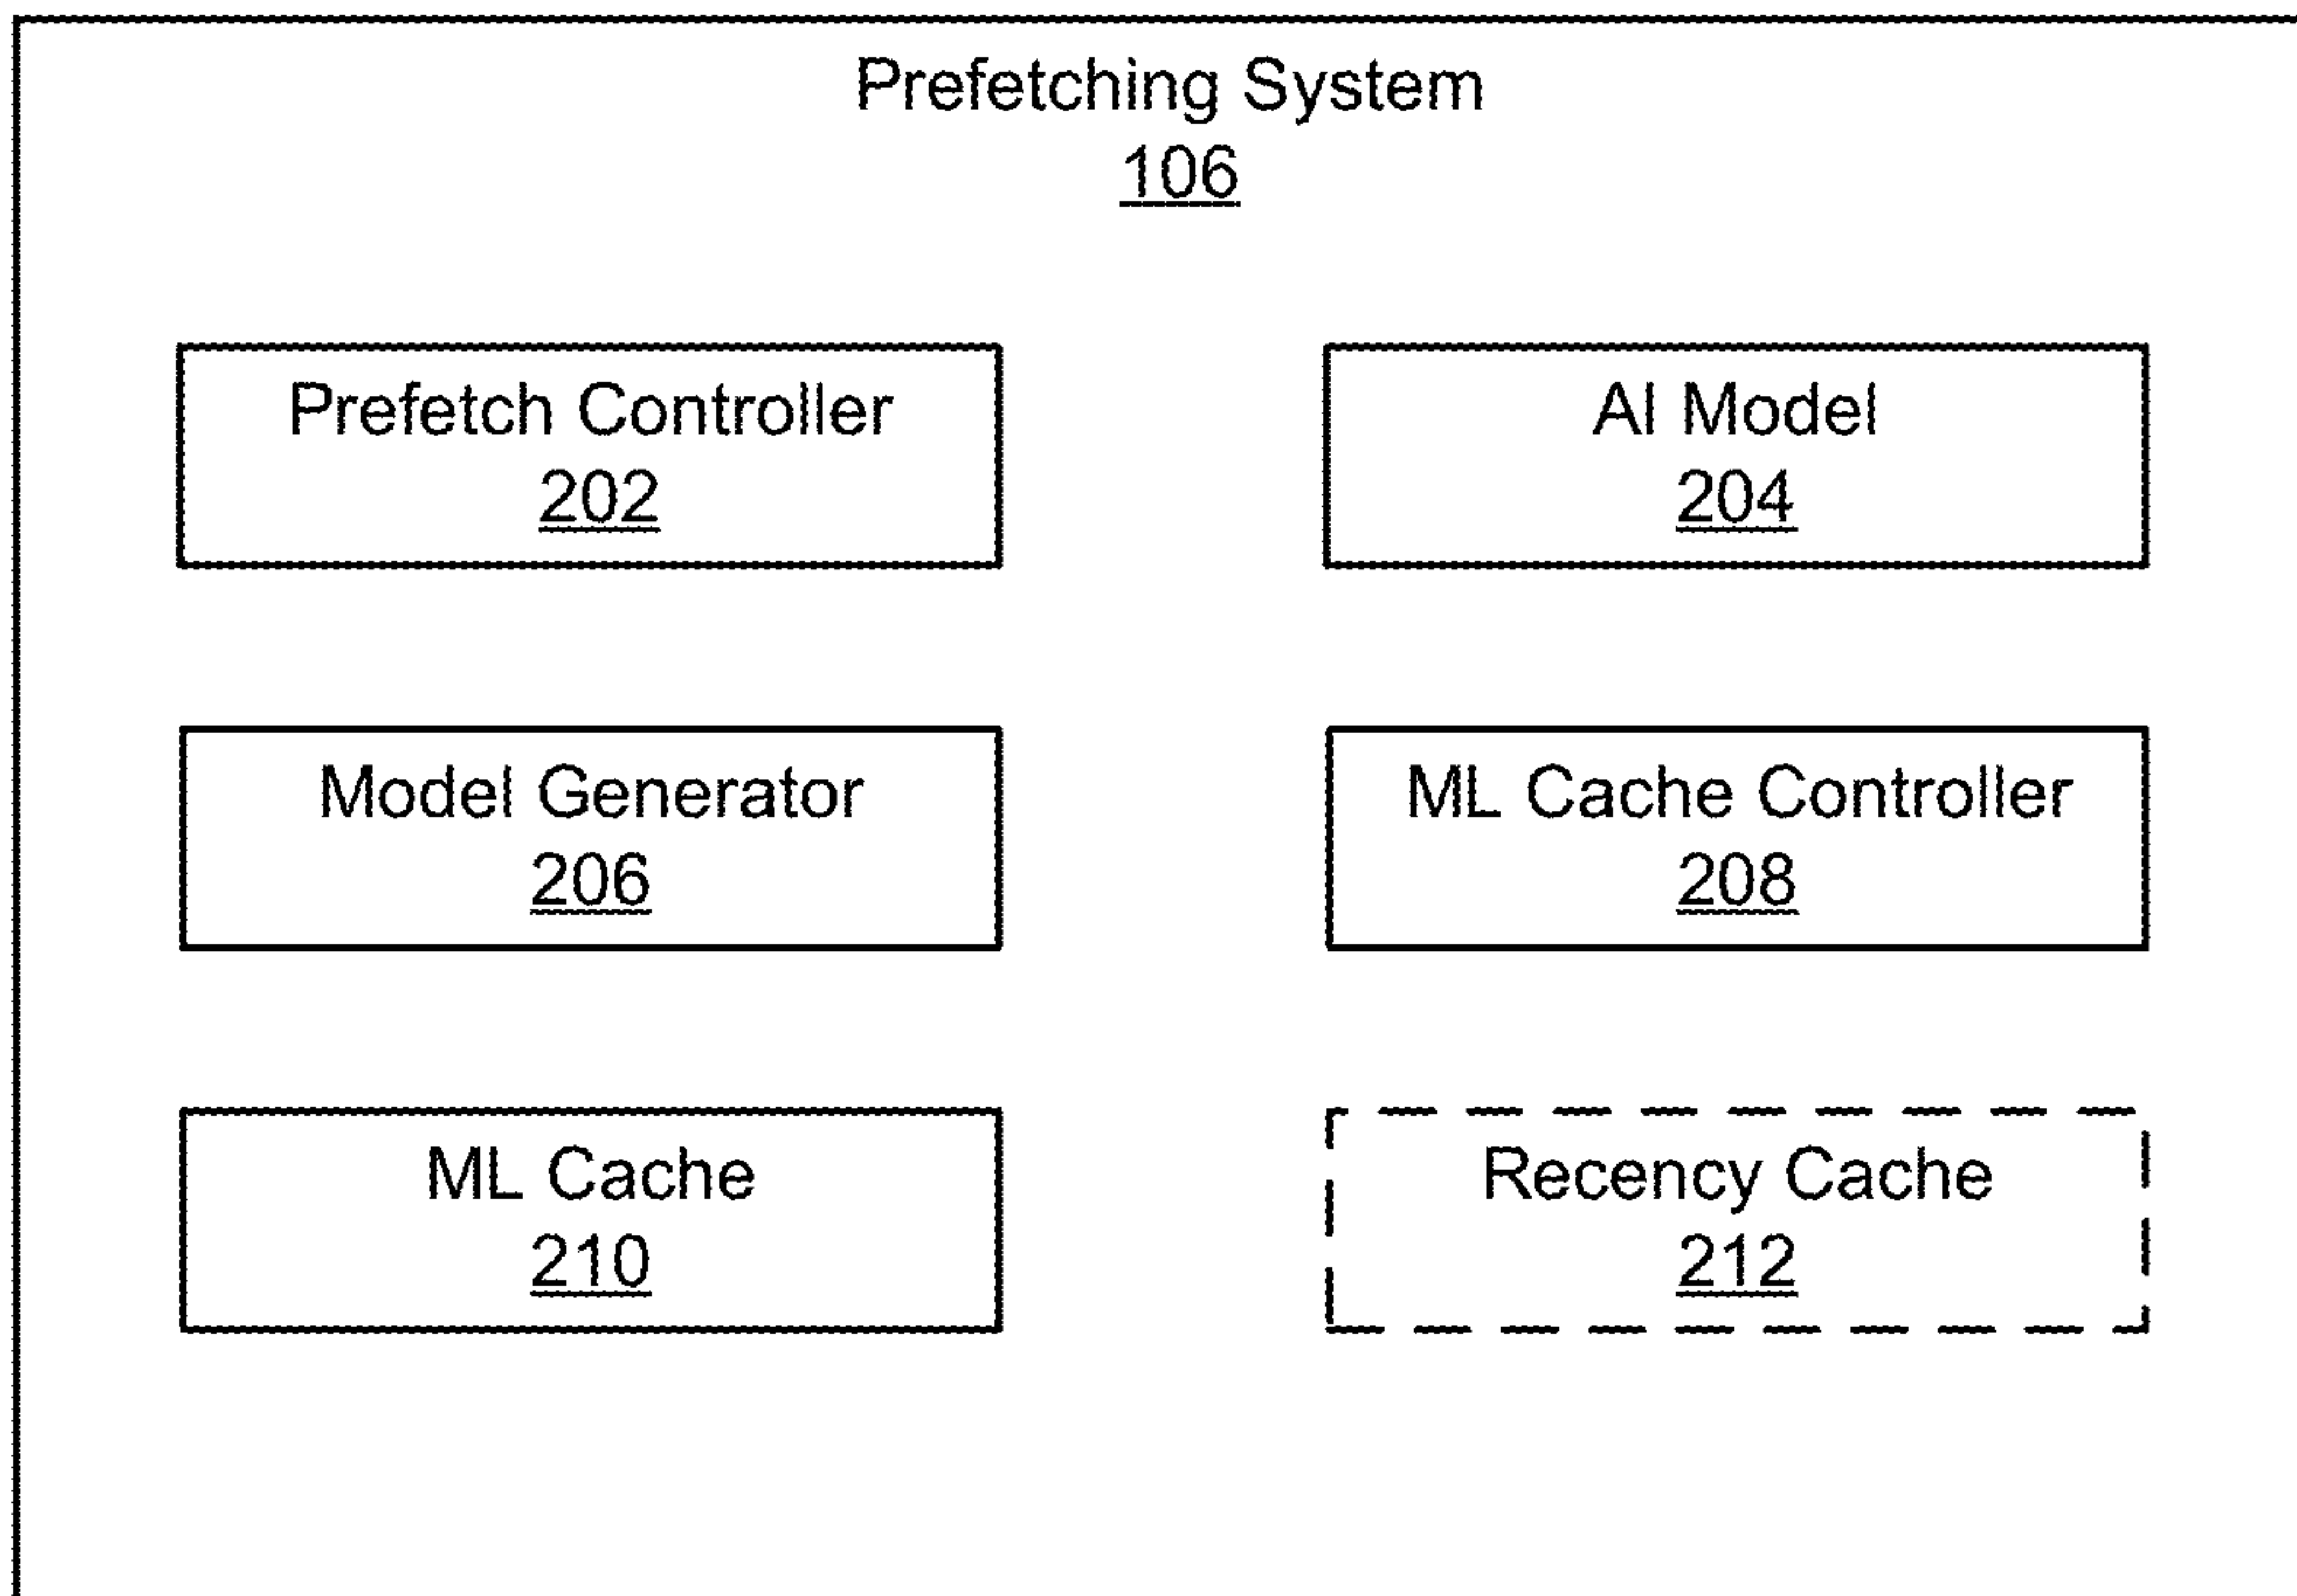 Prefetching System
106
Prefetch Controller
202
AI Model
204
Model Generator
206
ML Cache Controller
208
ML Cache
210
Recency Cache
212